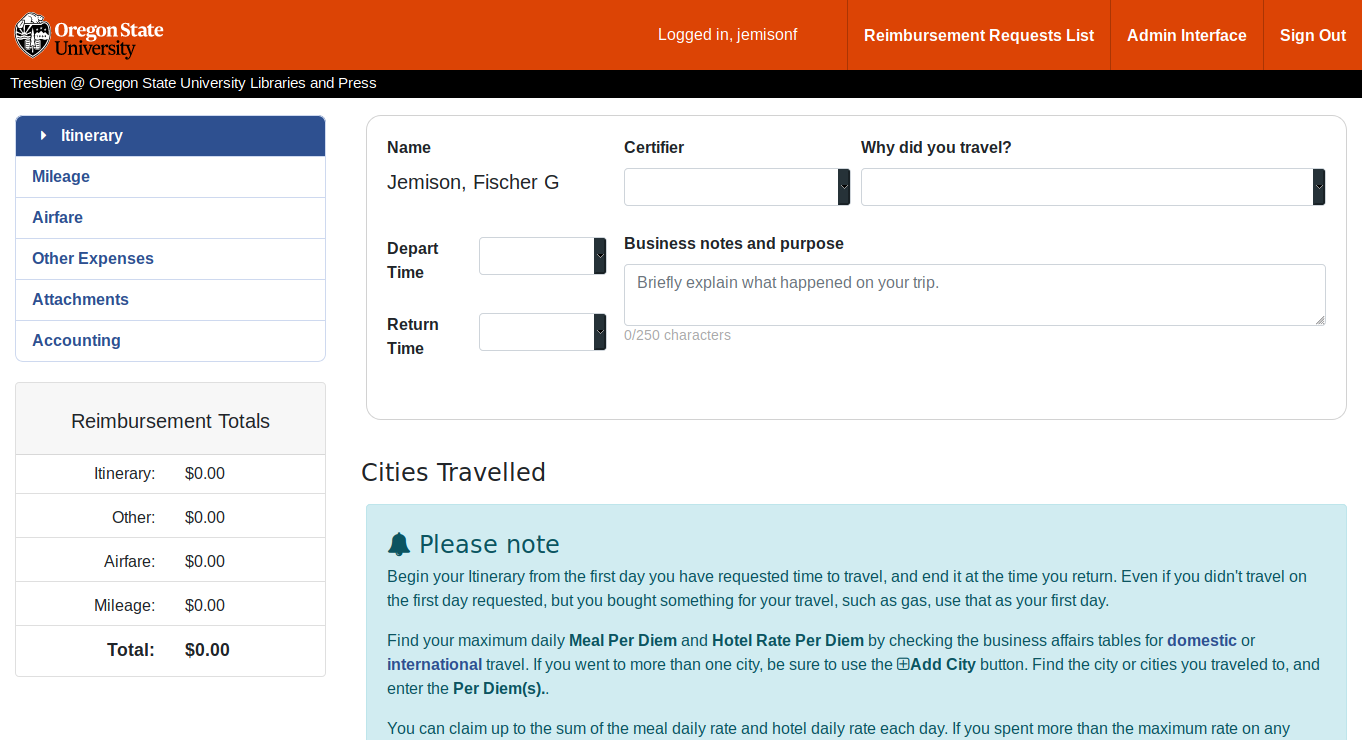 Oregon State
University
Logged in, jemisonf
Reimbursement Requests List
Admin Interface
Sign Out
Tresbien @ Oregon State University Libraries and Press
Itinerary
Mileage
Airfare
Other Expenses
Attachments
Accounting
Reimbursement Totals
Itinerary: $0.00
Other: $0.00
Airfare: $0.00
Mileage: $0.00
Total: $0.00
Name
Jemison, Fischer G
Certifier
Why did you travel?
Depart
Time
Return
Time
Business notes and purpose
Briefly explain what happened on your trip.
0/250 characters
Cities Travelled
Please note
Begin your Itinerary from the first day you have requested time to travel, and end it at the time you return. Even if you didn't travel on
the first day requested, but you bought something for your travel, such as gas, use that as your first day.
Find your maximum daily Meal Per Diem and Hotel Rate Per Diem by checking the business affairs tables for domestic or
international travel. If you went to more than one city, be sure to use the Add City button. Find the city or cities you traveled to, and
enter the Per Diem(s)..
You can claim up to the sum of the meal daily rate and hotel daily rate each day. If you spent more than the maximum rate on any